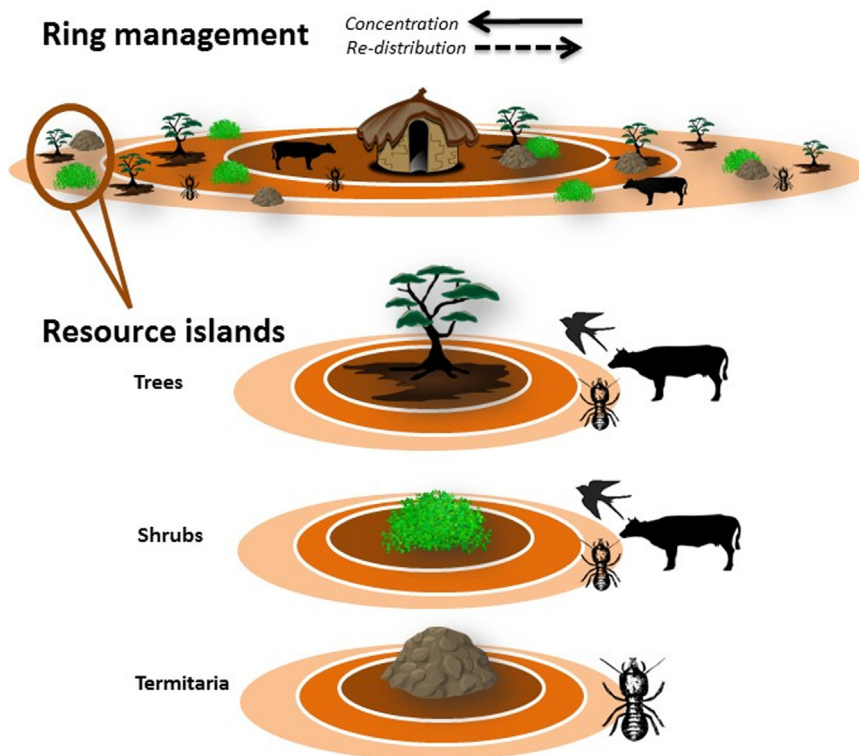 Ring management
Concentration
Re-distribution
Resource islands
Trees
Shrubs
Termitaria